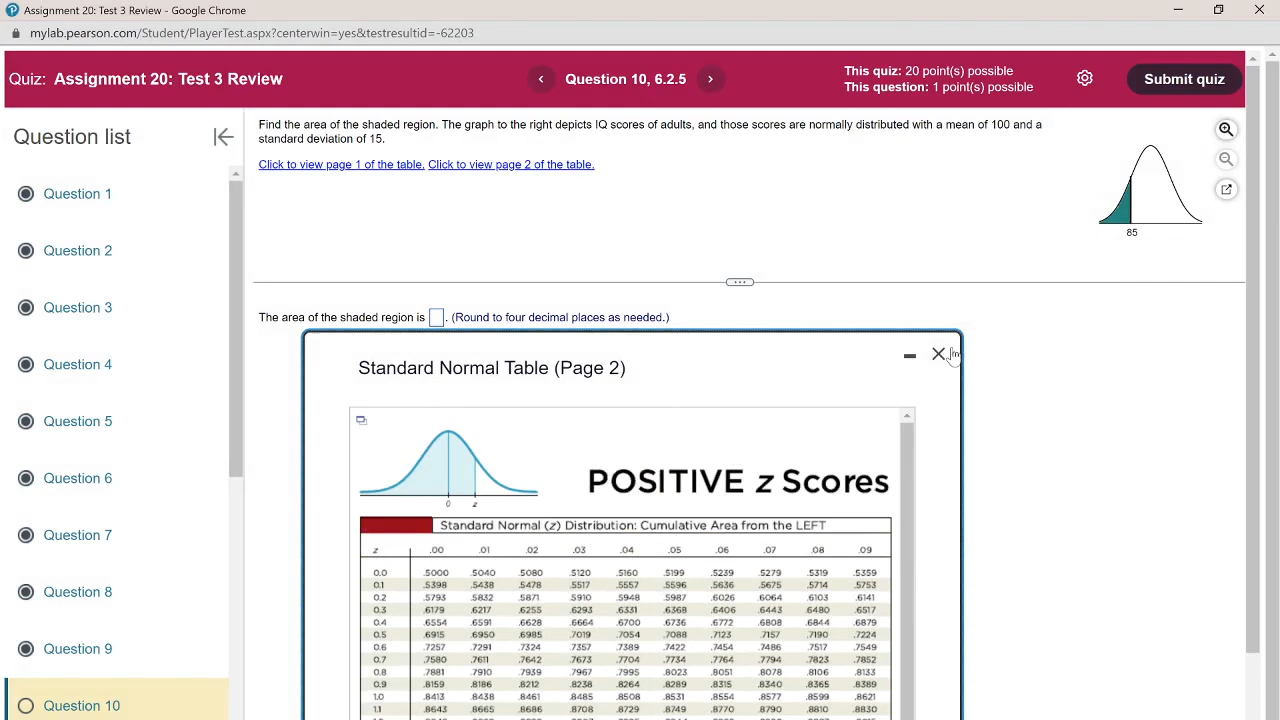 Assignment 20: Test 3 Review - Google Chrome
mylab.pearson.com/Student/PlayerTest.aspx?centerwin=yes&testresultid=-62203
Quiz: Assignment 20: Test 3 Review
Question 10, 6.2.5
This quiz: 20 point(s) possible
This question: 1 point(s) possible
Submit quiz
Question list
Question 1
Question 2
Question 3
Question 4
Question 5
Question 6
Question 7
Question 8
Question 9
Question 10
Find the area of the shaded region. The graph to the right depicts IQ scores of adults, and those scores are normally distributed with a mean of 100 and a
standard deviation of 15.
Click to view page 1 of the table. Click to view page 2 of the table.
85
The area of the shaded region is . (Round to four decimal places as needed.)
Standard Normal Table (Page 2)
0 z
POSITIVE z Scores
Standard Normal (z) Distribution: Cumulative Area from the LEFT
z .00 .01 .02 .03 .04 .05 .06 .07 .08 .09
0.0 .5000 .5040 .5080 .5120 .5160 .5199 .5239 .5279 .5319 .5359
0.1 .5398 .5438 .5478 .5517 .5557 .5596 .5636 .5675 .5714 .5753
0.2 .5793 .5832 .5871 .5910 .5948 .5987 .6026 .6064 .6103 .6141
0.3 .6179 .6217 .6255 .6293 .6331 .6368 .6406 .6443 .6480 .6517
0.4 .6554 .6591 .6628 .6664 .6700 .6736 .6772 .6808 .6844 .6879
0.5 .6915 .6950 .6985 .7019 .7054 .7088 .7123 .7157 .7190 .7224
0.6 .7257 .7291 .7324 .7357 .7389 .7422 .7454 .7486 .7517 .7549
0.7 .7580 .7611 .7642 .7673 .7704 .7734 .7764 .7794 .7823 .7852
0.8 .7881 .7910 .7939 .7967 .7995 .8023 .8051 .8078 .8106 .8133
0.9 .8159 .8186 .8212 .8238 .8264 .8289 .8315 .8340 .8365 .8389
1.0 .8413 .8438 .8461 .8485 .8508 .8531 .8554 .8577 .8599 .8621
1.1 .8643 .8665 .8686 .8708 .8729 .8749 .8770 .8790 .8810 .8830